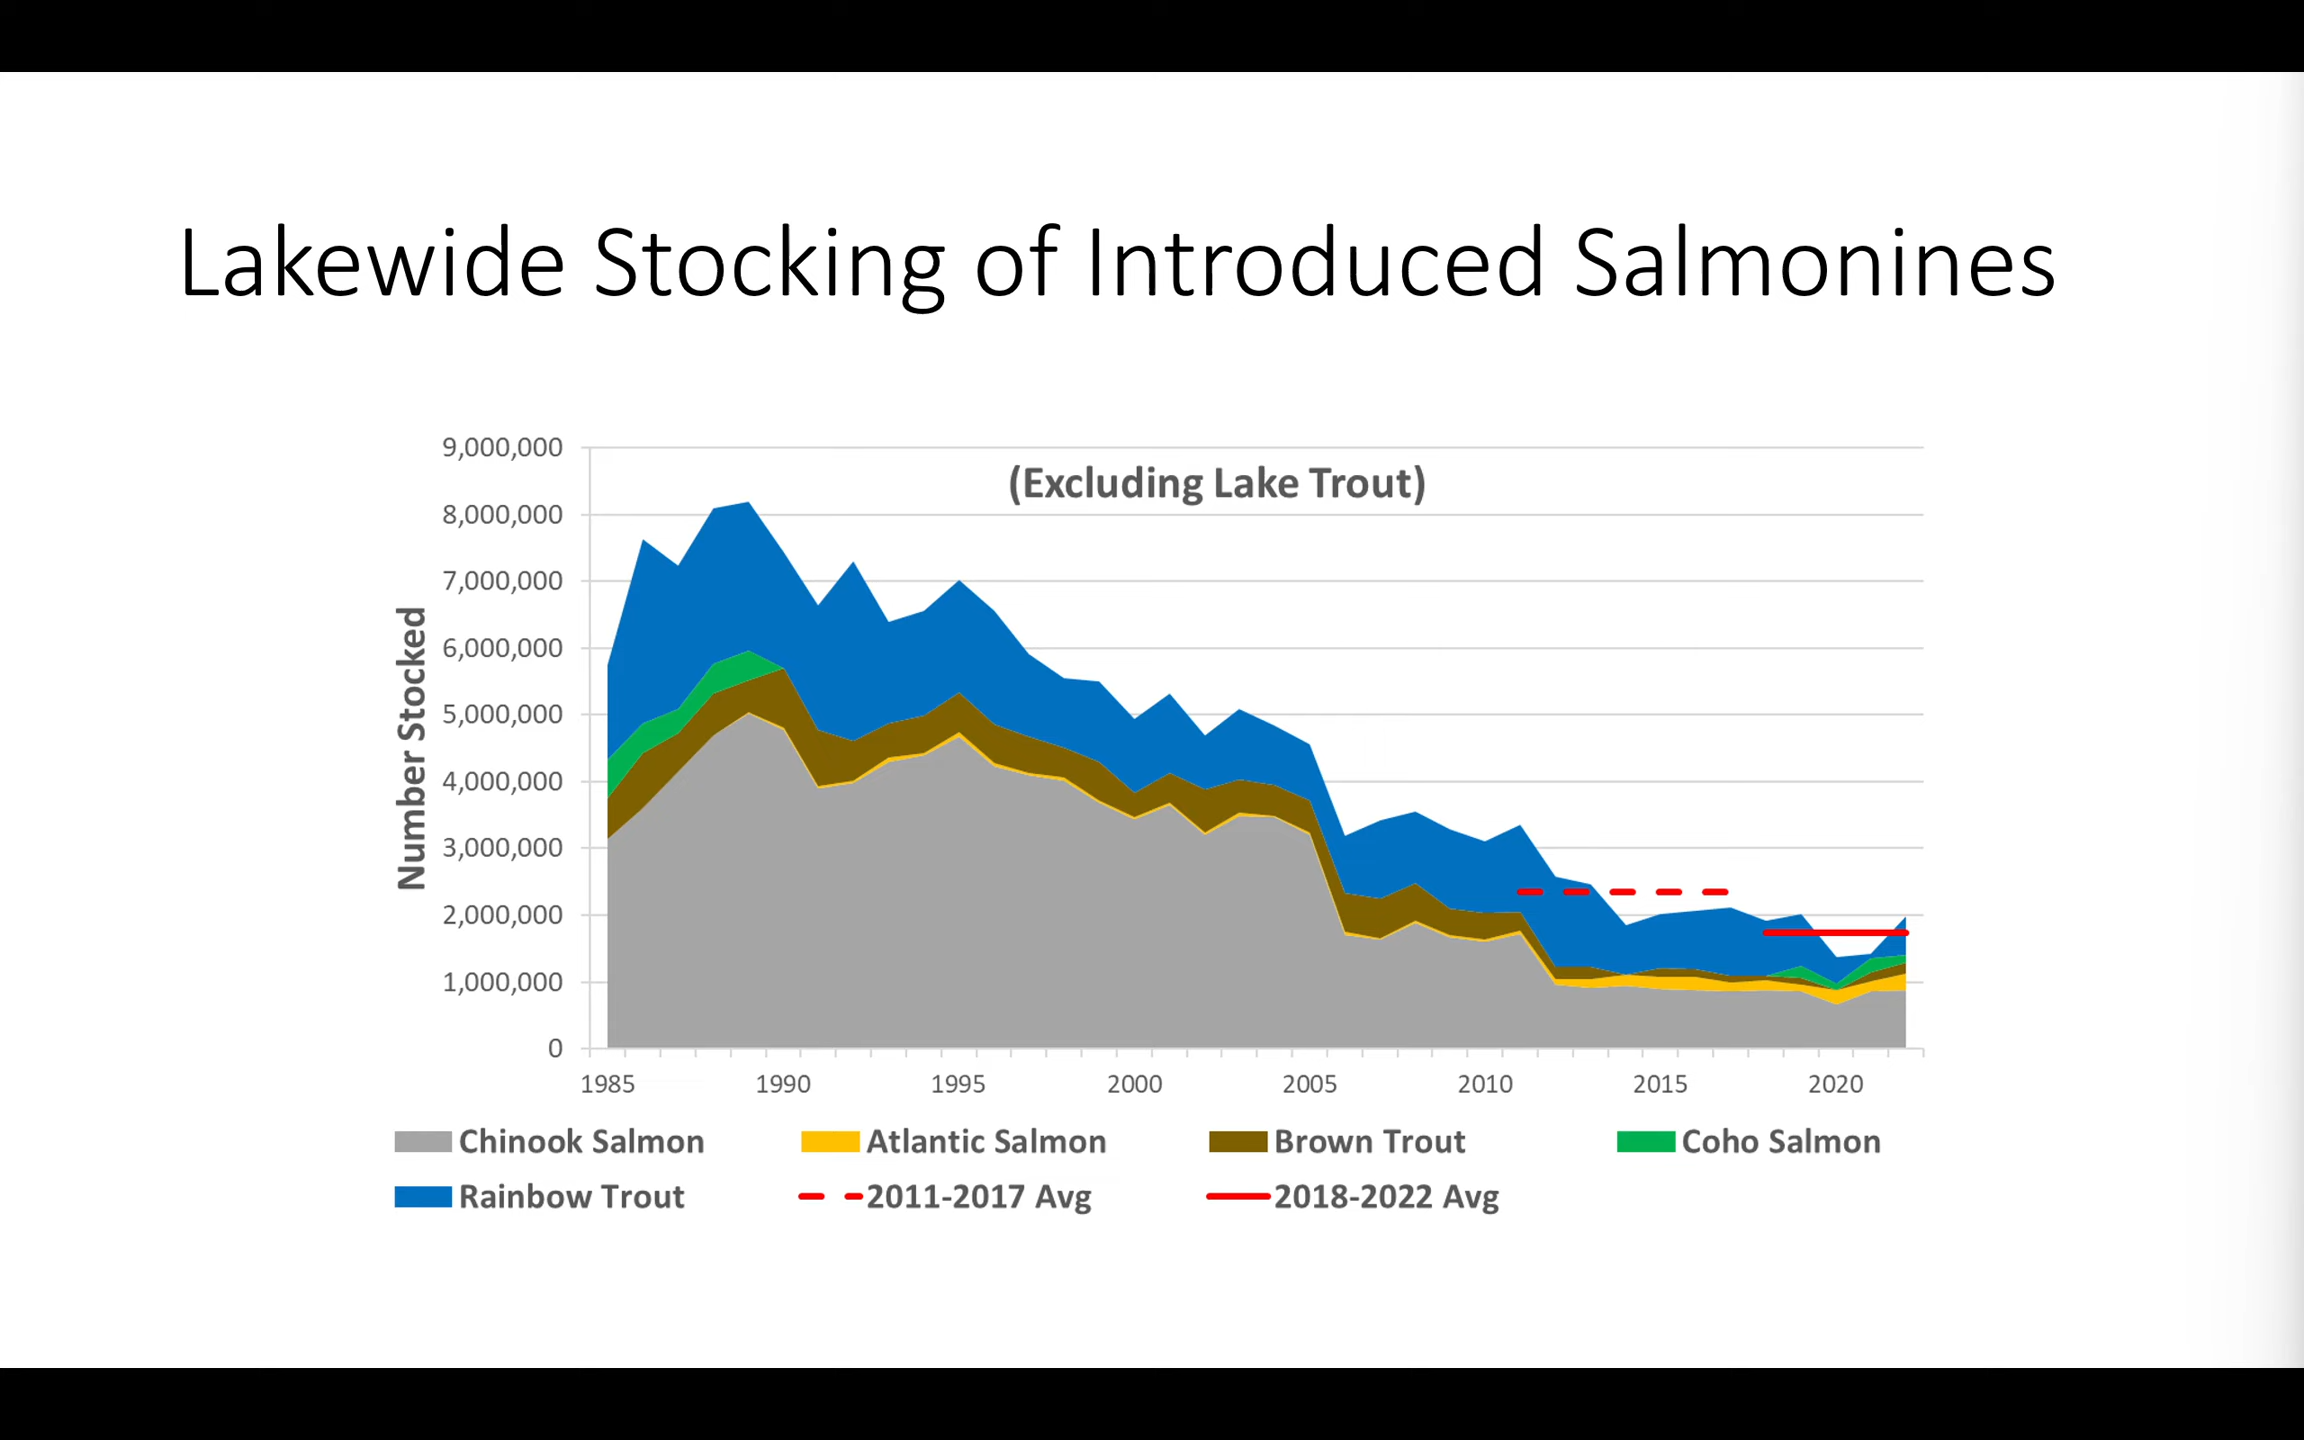 Lakewide Stocking of Introduced Salmonines
(Excluding Lake Trout)
Number Stocked
9,000,000
8,000,000
7,000,000
6,000,000
5,000,000
4,000,000
3,000,000
2,000,000
1,000,000
0
1985 1990 1995 2000 2005 2010 2015 2020
Chinook Salmon Atlantic Salmon Brown Trout Coho Salmon
Rainbow Trout 2011-2017 Avg 2018-2022 Avg